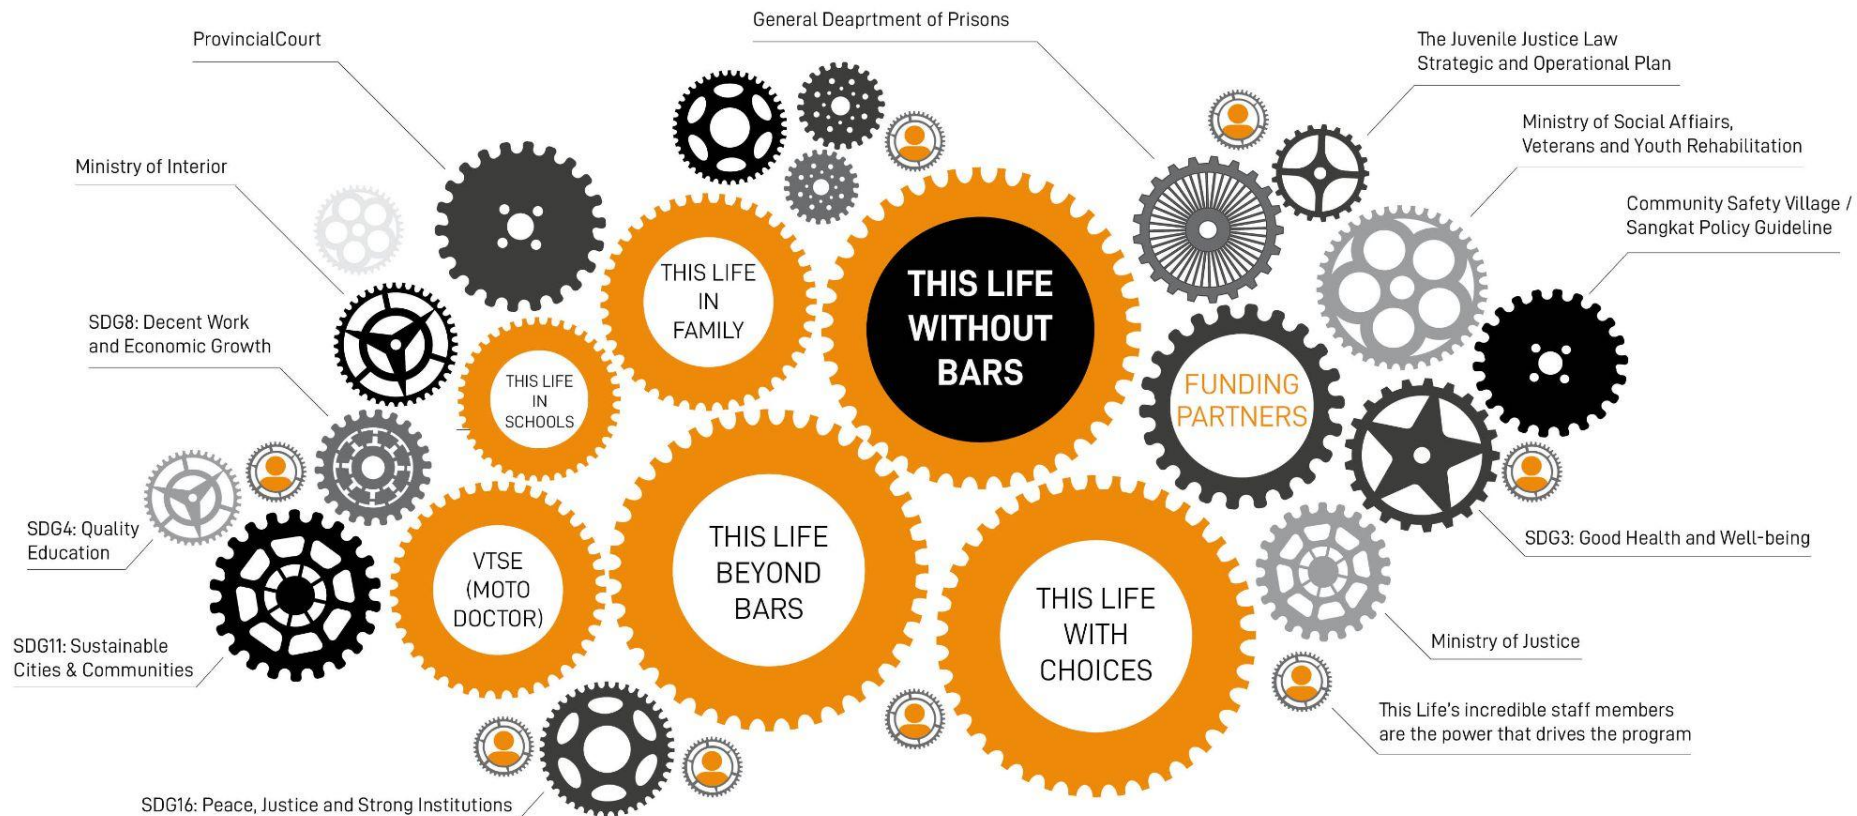 General Deaprtment of Prisons
ProvincialCourt
The Juvenile Justice Law
Strategic and Operational Plan
Ministry of Social Affiairs,
Veterans and Youth Rehabilitation
Ministry of Interior
Community Safety Village /
Sangkat Policy Guideline
THIS LIFE
IN
FAMILY
THIS LIFE
WITHOUT
BARS
SDG8: Decent Work
and Economic Growth
THIS LIFE
IN
SCHOOLS
FUNDING
PARTNERS
SDG4: Quality
Education
VTSE
(MOTO
DOCTOR)
THIS LIFE
BEYOND
BARS
THIS LIFE
WITH
CHOICES
SDG3: Good Health and Well-being
SDG11: Sustainable
Cities & Communities
Ministry of Justice
This Life's incredible staff members
are the power that drives the program
SDG16: Peace, Justice and Strong Institutions